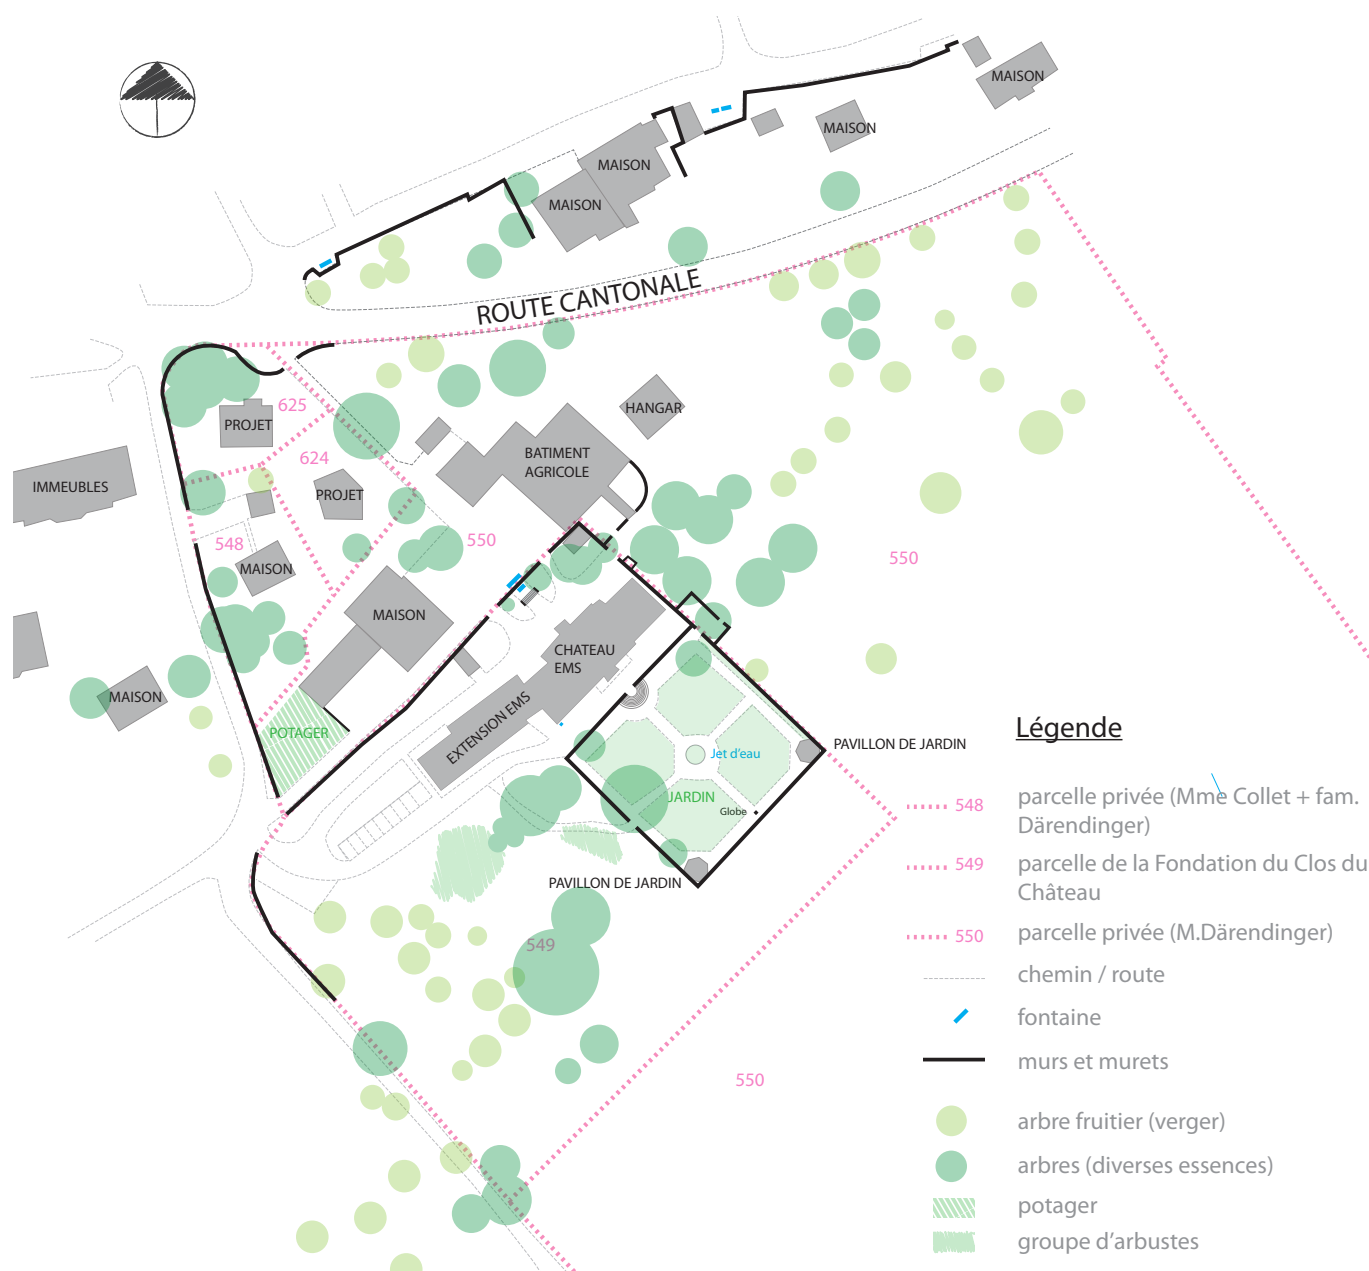 MAISON
MAISON
MAISON
MAISON
ROUTE CANTONALE
625
PROJET
HANGAR
624
BATIMENT
AGRICOLE
IMMEUBLES
PROJET
548
550
550
MAISON
MAISON
CHATEAU
EMS
MAISON
POTAGER
EXTENSION EMS
Jet d'eau
PAVILLON DE JARDIN
JARDIN
Globe
PAVILLON DE JARDIN
549
550
Légende
548 parcelle privée (Mme Collet + fam.
Därendinger)
549 parcelle de la Fondation du Clos du
Château
550 parcelle privée (M.Därendinger)
chemin / route
fontaine
murs et murets
arbre fruitier (verger)
arbres (diverses essences)
potager
groupe d'arbustes